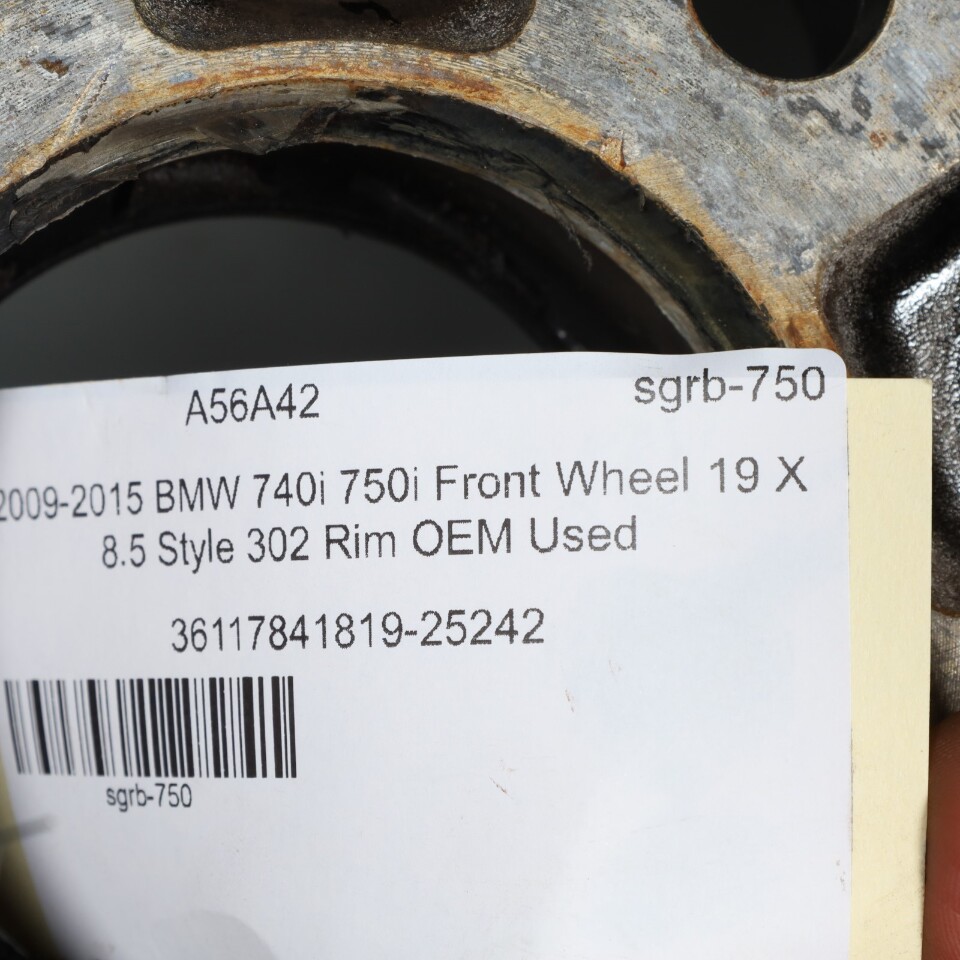 A56A42
sgrb-750
2009-2015 BMW 740i 750i Front Wheel 19 X
8.5 Style 302 Rim OEM Used
36117841819-25242
sgrb-750